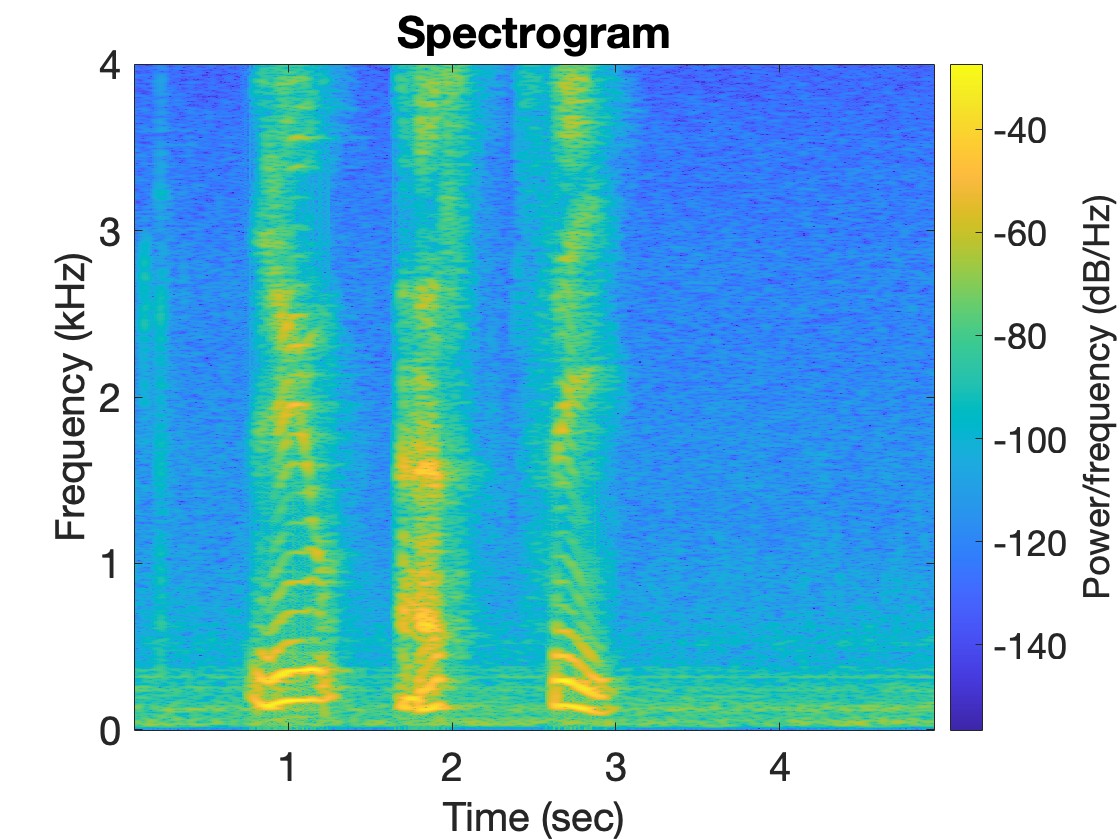 Spectrogram
4
3
2
1
0
1 2 3 4
Time (sec)
Frequency (kHz)
-40
-60
-80
-100
-120
-140
Power/frequency (dB/Hz)